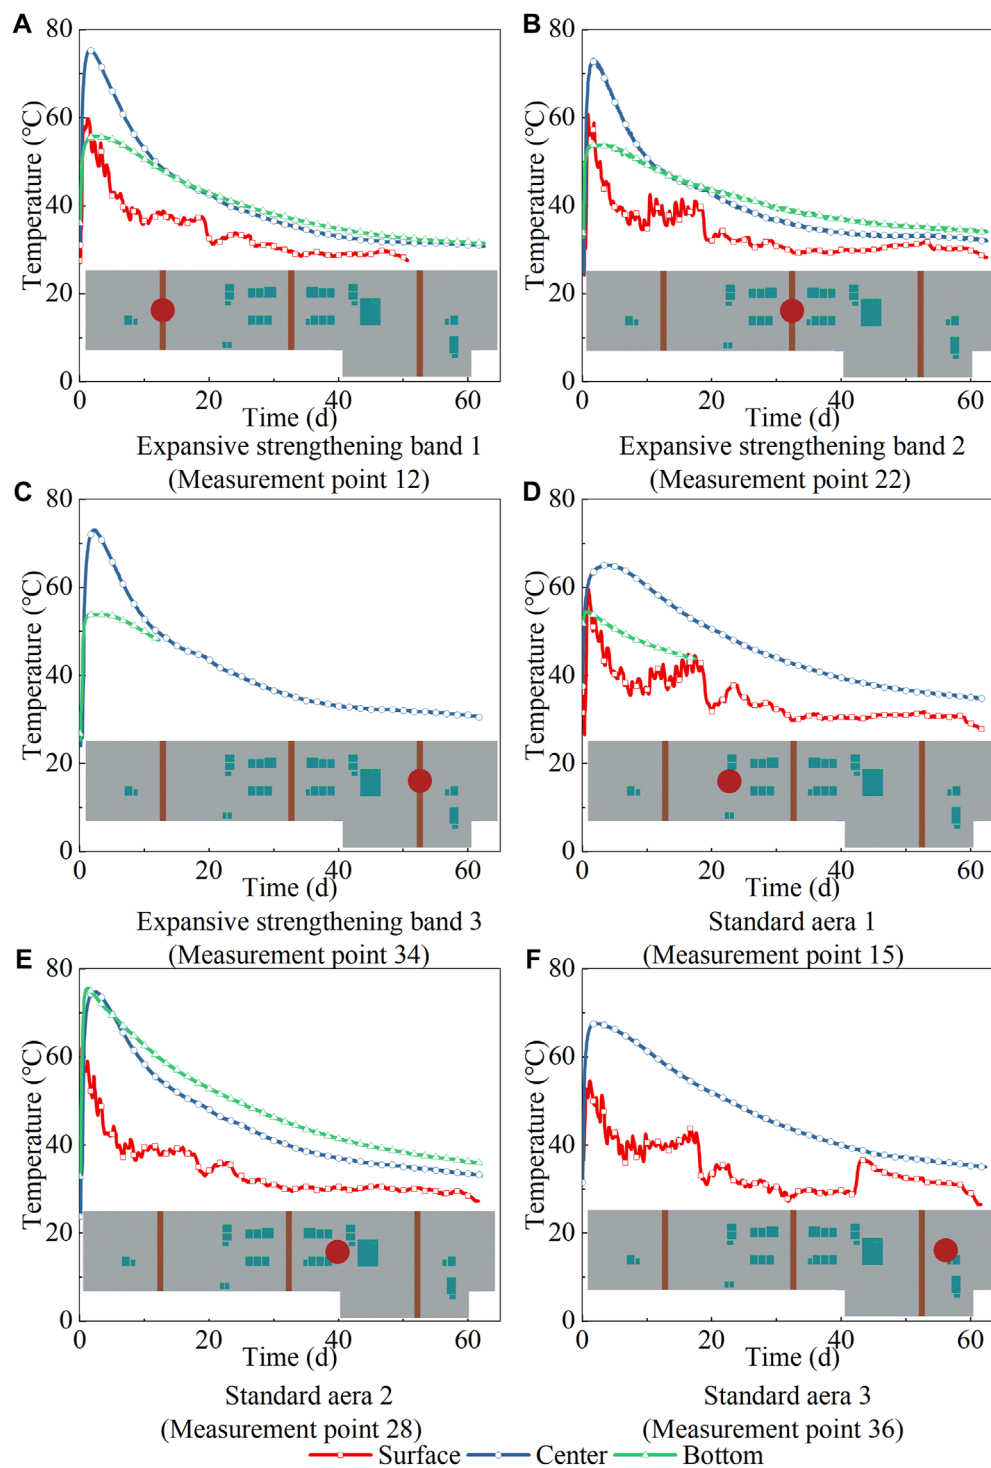 A
B
80
60
40
20
0
Temperature (°C)
0
20
40
60
Time (d)
Expansive strengthening band 1
(Measurement point 12)
80
60
40
20
0
Temperature (°C)
0
20
40
60
Time (d)
Expansive strengthening band 2
(Measurement point 22)
C
D
80
60
40
20
0
Temperature (°C)
0
20
40
60
Time (d)
Expansive strengthening band 3
(Measurement point 34)
80
60
40
20
0
Temperature (°C)
0
20
40
60
Time (d)
Standard aera 1
(Measurement point 15)
E
F
80
60
40
20
0
Temperature (°C)
0
20
40
60
Time (d)
Standard aera 2
(Measurement point 28)
80
60
40
20
0
Temperature (°C)
0
20
40
60
Time (d)
Standard aera 3
(Measurement point 36)
Surface Center Bottom